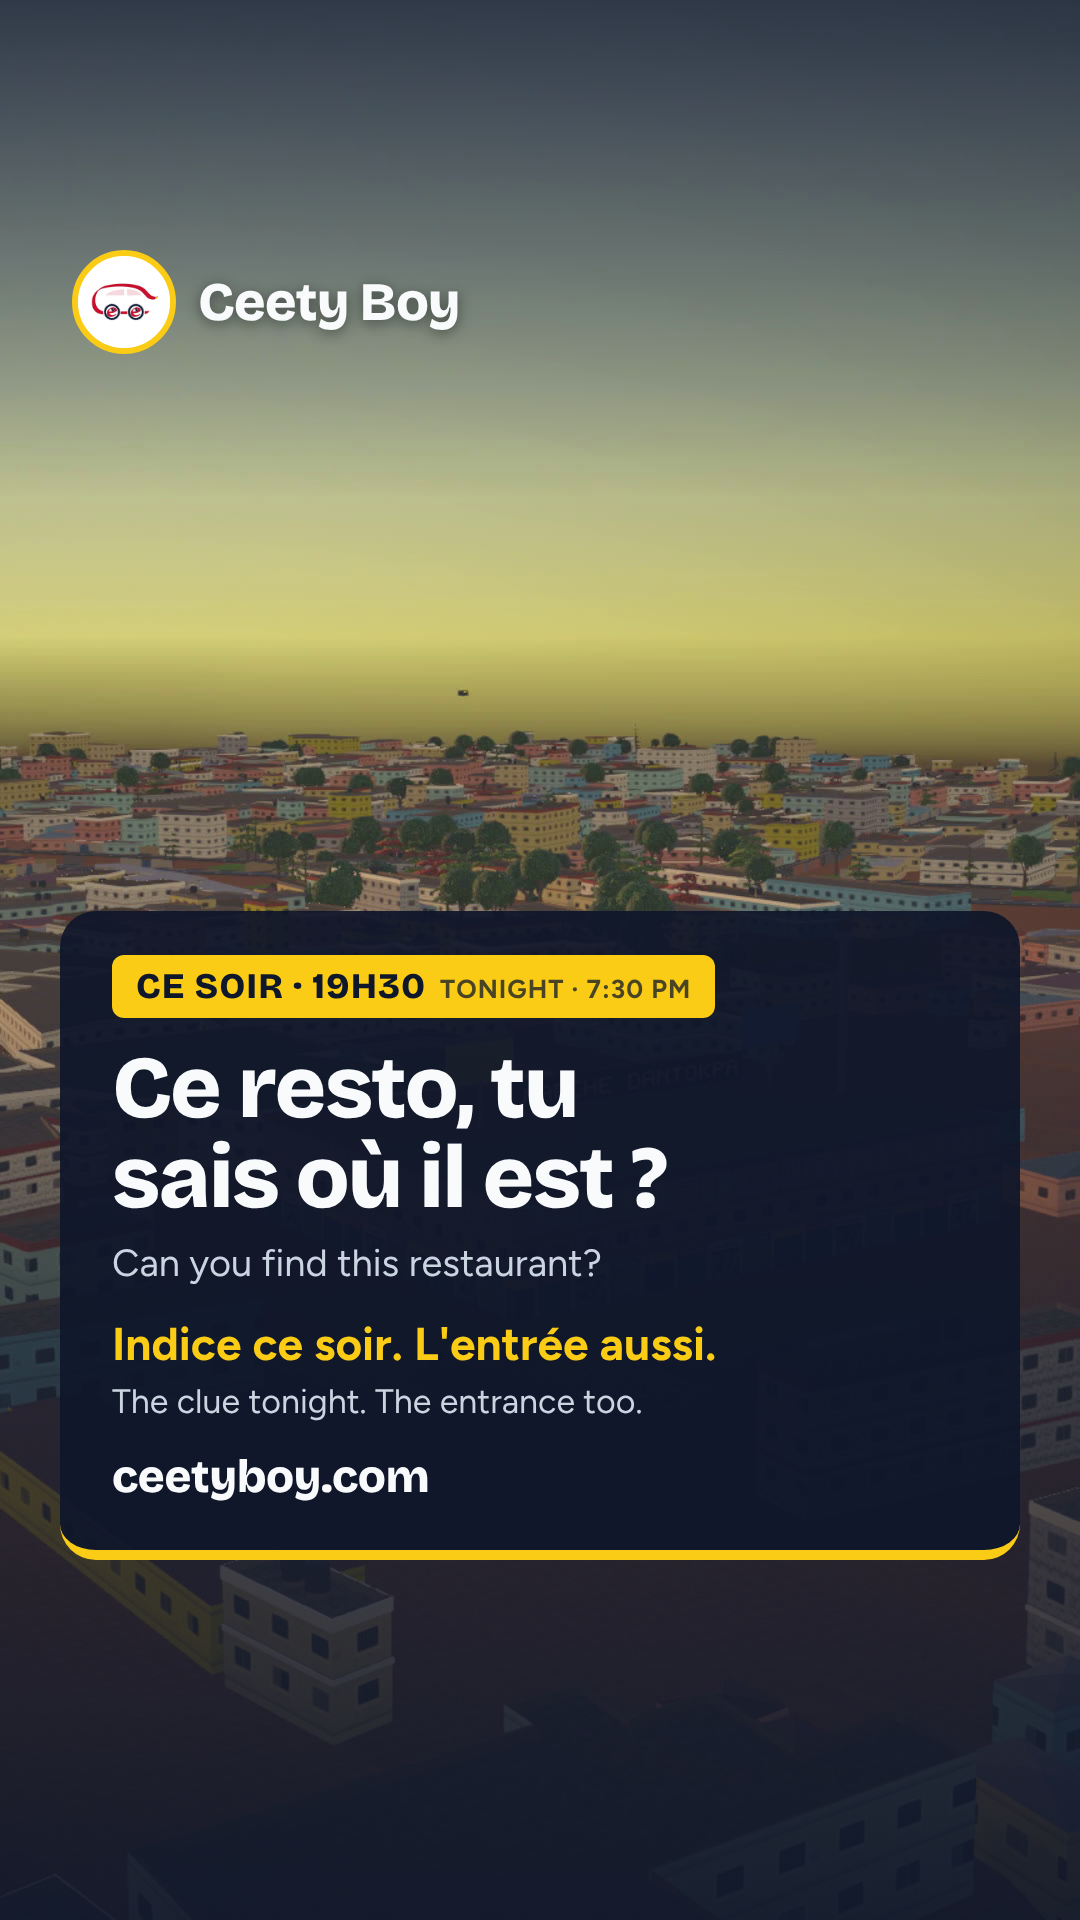 Ceety Boy
CE SOIR · 19H30 TONIGHT · 7:30 PM
Ce resto, tu
sais où il est ?
Can you find this restaurant?
Indice ce soir. L'entrée aussi.
The clue tonight. The entrance too.
ceetyboy.com
DANTOKPA